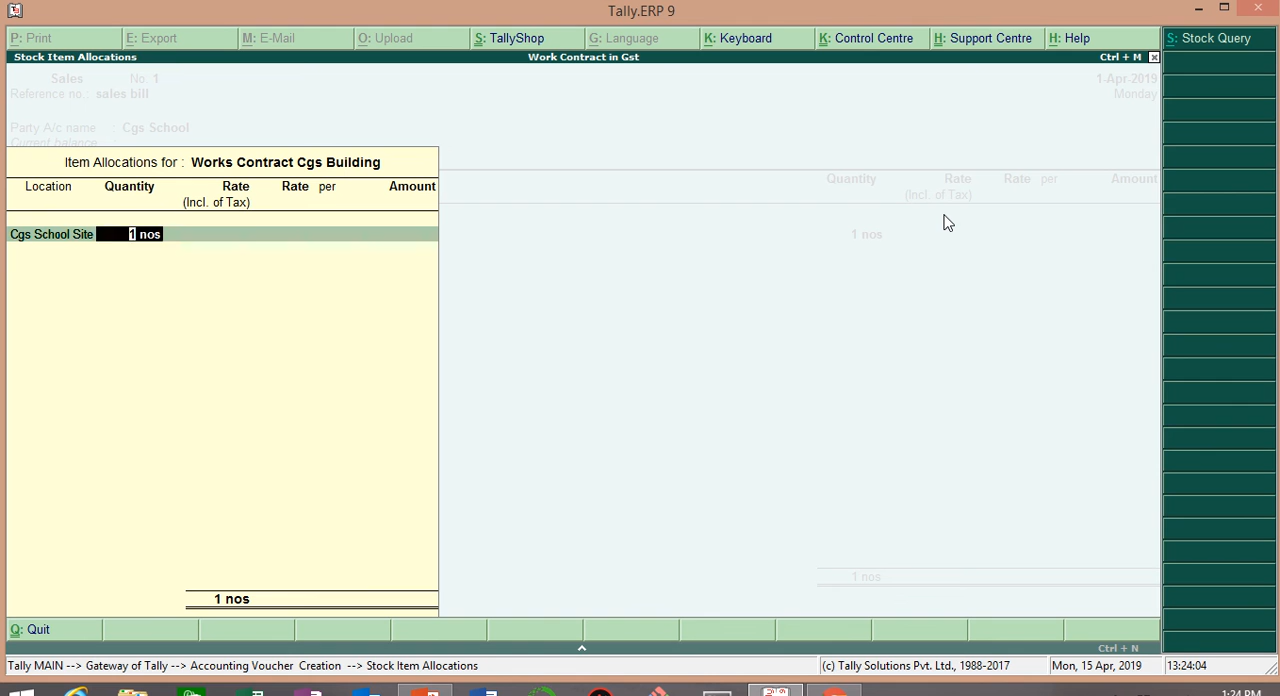 Tally.ERP 9
P: Print E: Export M: E-Mail O: Upload S: TallyShop G: Language K: Keyboard K: Control Centre H: Support Centre H: Help S: Stock Query
Stock Item Allocations Work Contract in Gst Ctrl + M
Sales No. 1 1-Apr-2019
Reference no.: sales bill Monday
Party A/c name : Cgs School
Current balance :
Item Allocations for : Works Contract Cgs Building
Location Quantity Rate Rate per Amount
(Incl. of Tax)
Quantity Rate Rate per Amount
(Incl. of Tax)
Cgs School Site 1 nos
1 nos
1 nos
1 nos
Q: Quit
Ctrl + N
Tally MAIN --> Gateway of Tally --> Accounting Voucher Creation --> Stock Item Allocations (c) Tally Solutions Pvt. Ltd., 1988-2017 Mon, 15 Apr, 2019 13:24:04
1:24 PM